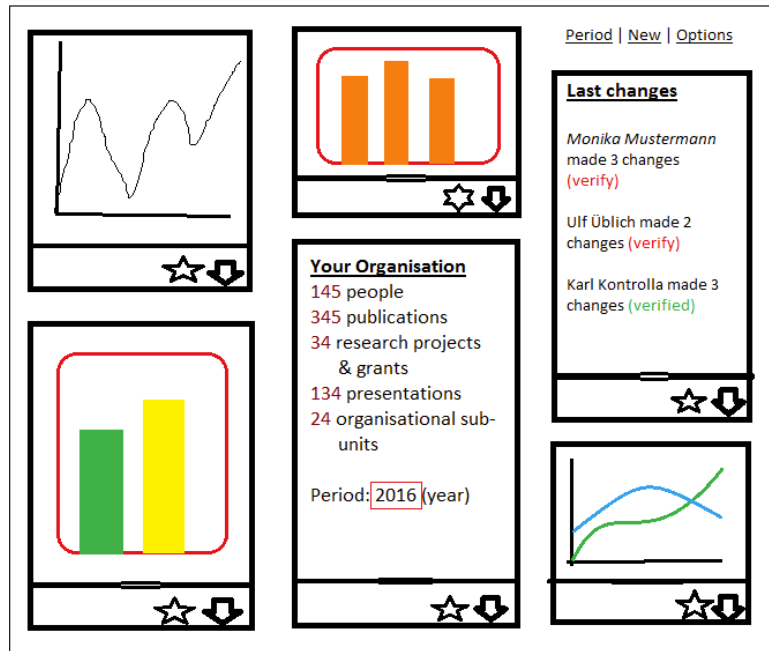 Period | New | Options
Last changes
Monika Mustermann
made 3 changes
(verify)
Ulf Üblich made 2
changes (verify)
Karl Kontrolla made 3
changes (verified)
Your Organisation
145 people
345 publications
34 research projects
& grants
134 presentations
24 organisational sub-
units
Period: 2016 (year)